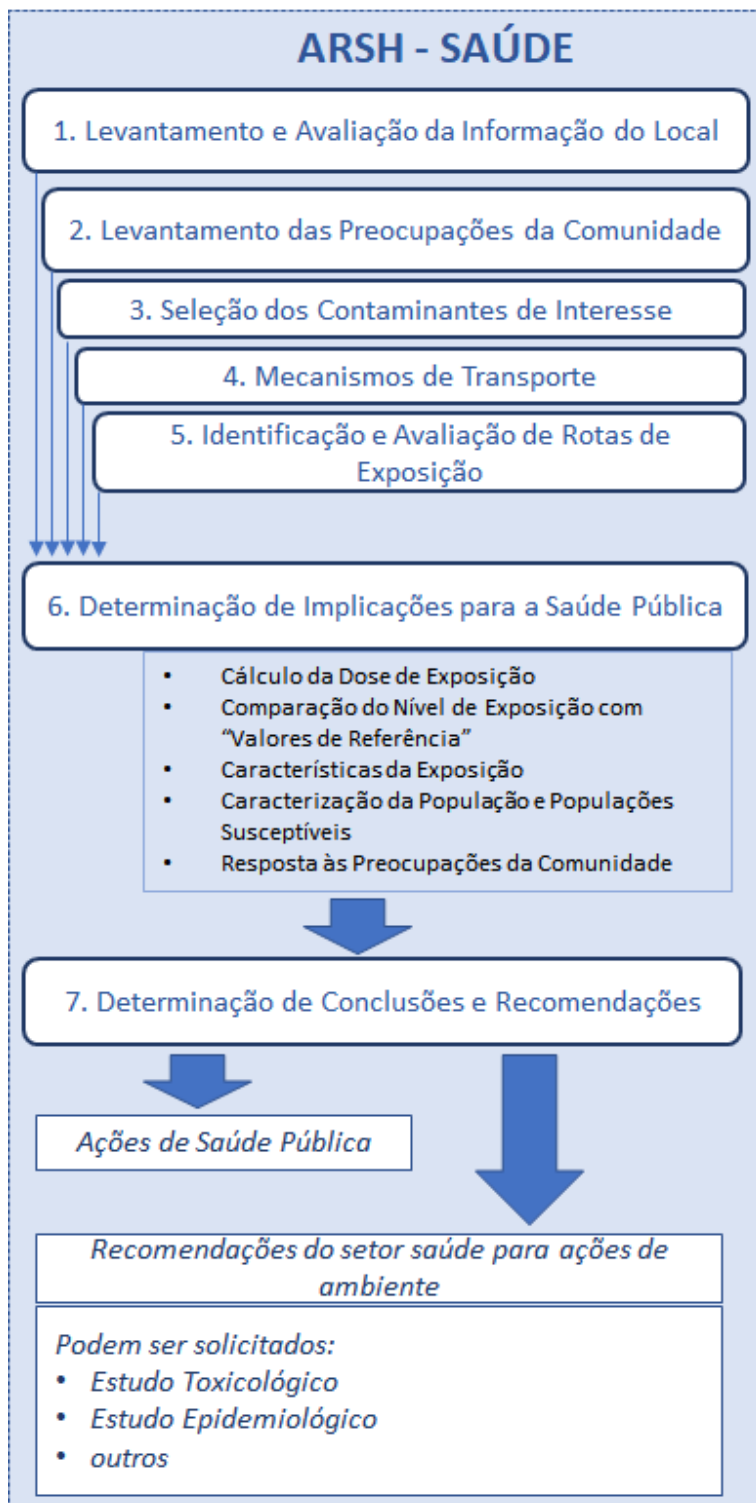 ARSH - SAÚDE
1. Levantamento e Avaliação da Informação do Local
2. Levantamento das Preocupações da Comunidade
3. Seleção dos Contaminantes de Interesse
4. Mecanismos de Transporte
5. Identificação e Avaliação de Rotas de
Exposição
6. Determinação de Implicações para a Saúde Pública
• Cálculo da Dose de Exposição
• Comparação do Nível de Exposição com
“Valores de Referência”
• Características da Exposição
• Caracterização da População e Populações
Susceptíveis
• Resposta às Preocupações da Comunidade
7. Determinação de Conclusões e Recomendações
Ações de Saúde Pública
Recomendações do setor saúde para ações de
ambiente
Podem ser solicitados:
• Estudo Toxicológico
• Estudo Epidemiológico
• outros